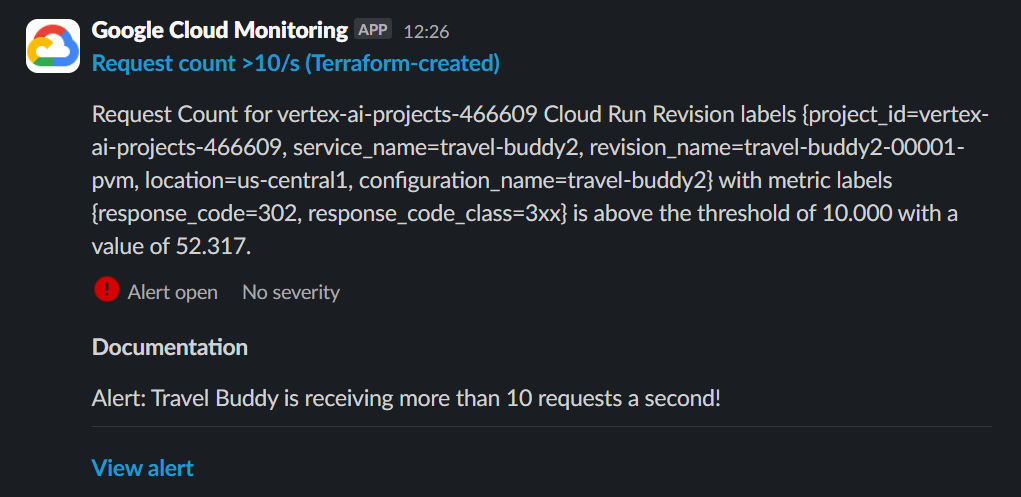 Google Cloud Monitoring APP 12:26
Request count >10/s (Terraform-created)
Request Count for vertex-ai-projects-466609 Cloud Run Revision labels {project_id=vertex-
ai-projects-466609, service_name=travel-buddy2, revision_name=travel-buddy2-00001-
pvm, location=us-central1, configuration_name=travel-buddy2} with metric labels
{response_code=302, response_code_class=3xx} is above the threshold of 10.000 with a
value of 52.317.
Alert open No severity
Documentation
Alert: Travel Buddy is receiving more than 10 requests a second!
View alert